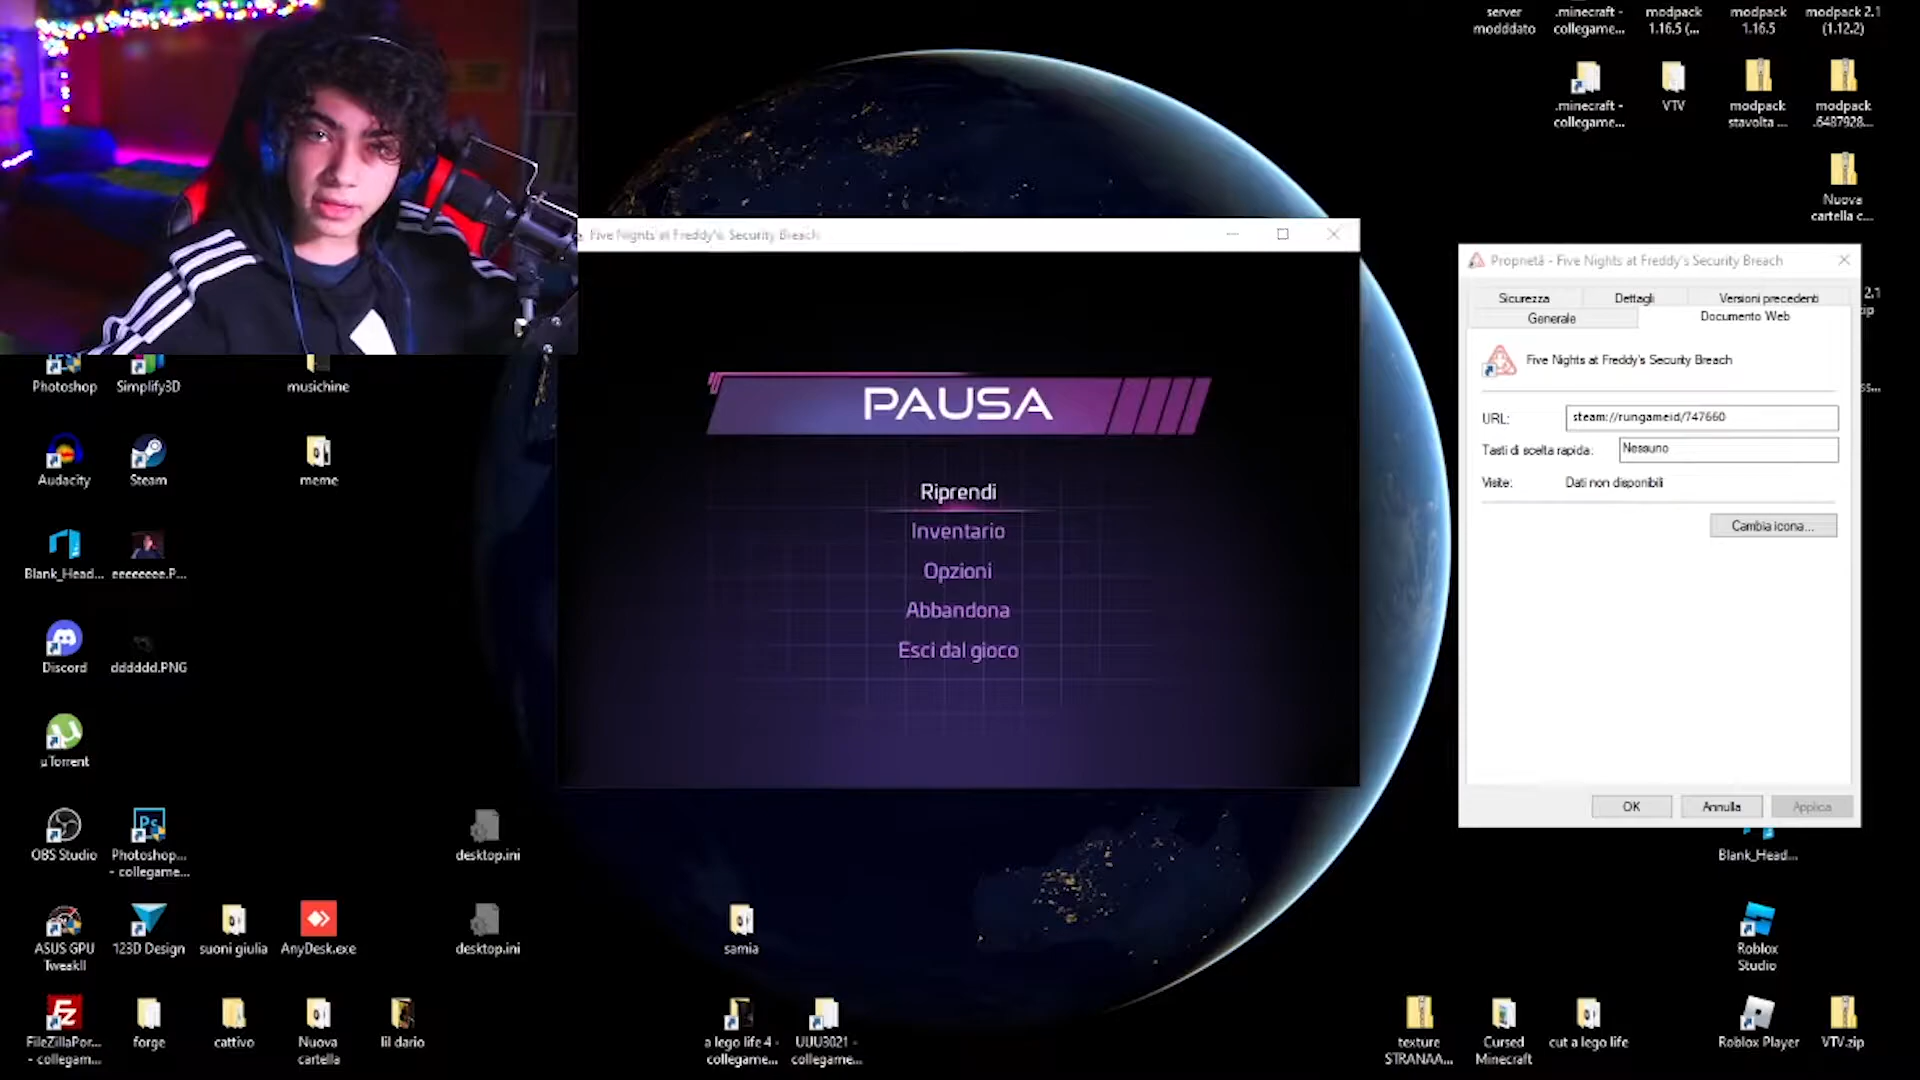 server
modddato
.minecraft -
collegame...
modpack
1.16.5 (...
modpack
1.16.5
modpack 2.1
(1.12.2)
.minecraft -
collegame...
VTV
modpack
stavolta ...
modpack
.6487928...
Nuova
cartella c...
Five Nights at Freddy's: Security Breach
PAUSA
Riprendi
Inventario
Opzioni
Abbandona
Esci dal gioco
Proprietà - Five Nights at Freddy's Security Breach
Sicurezza
Dettagli
Versioni precedenti
Generale
Documento Web
Five Nights at Freddy's Security Breach
URL:
steam://rungameid/747660
Tasti di scelta rapida:
Nessuno
Visite:
Dati non disponibili
Cambia icona...
OK
Annulla
Applica
2.1
zip
ss...
Photoshop
Simplify3D
musichine
Audacity
Steam
meme
Blank_Head...
eeeeeeee.P...
Discord
dddddd.PNG
µTorrent
OBS Studio
Photoshop...
- collegame...
desktop.ini
Blank_Head...
ASUS GPU
TweakII
123D Design
suoni giulia
AnyDesk.exe
desktop.ini
samia
Roblox
Studio
FileZillaPor...
- collegam...
forge
cattivo
Nuova
cartella
lil dario
a lego life 4 -
collegame...
UUU3021 -
collegame...
texture
STRANAA...
Cursed
Minecraft
cut a lego life
Roblox Player
VTV.zip